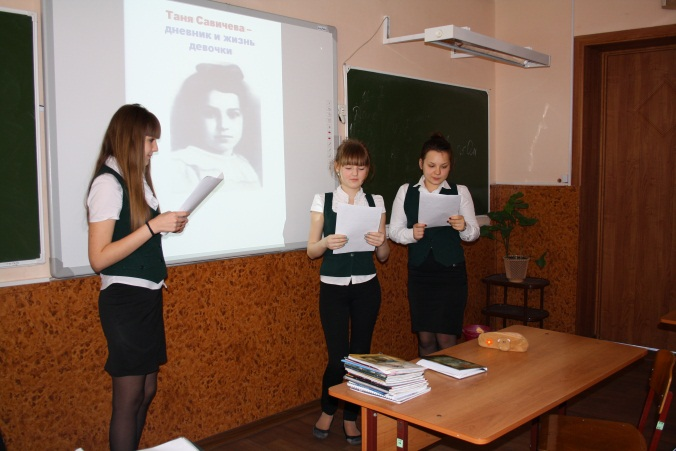 Таня Савичева –
дневник и жизнь
девочки